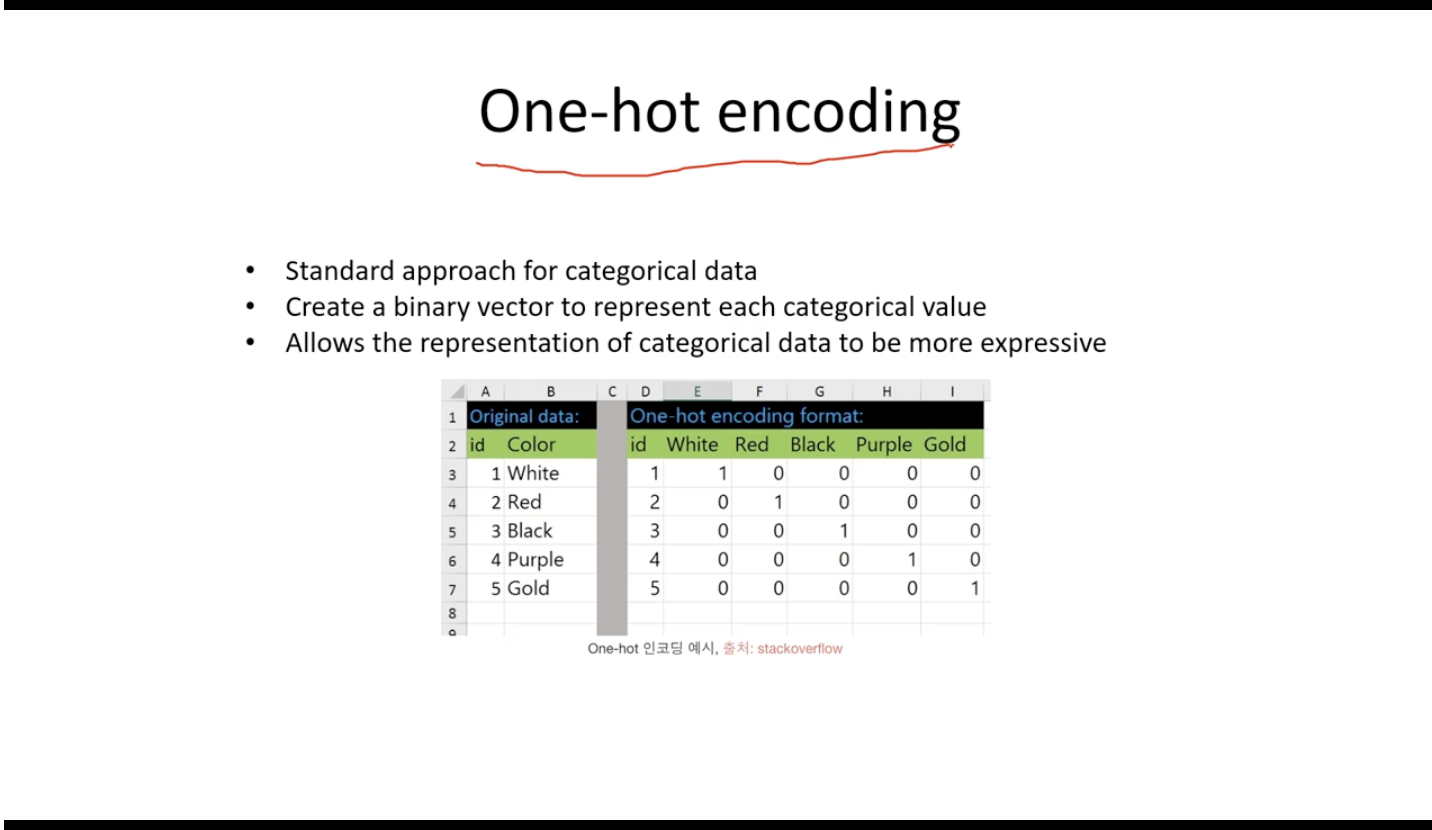 One-hot encoding
• Standard approach for categorical data
• Create a binary vector to represent each categorical value
• Allows the representation of categorical data to be more expressive
A B C D E F G H I
1 Original data: One-hot encoding format:
2 id Color id White Red Black Purple Gold
3 1 White 1 1 0 0 0 0
4 2 Red 2 0 1 0 0 0
5 3 Black 3 0 0 1 0 0
6 4 Purple 4 0 0 0 1 0
7 5 Gold 5 0 0 0 0 1
8
9
One-hot 인코딩 예시, 출처: stackoverflow